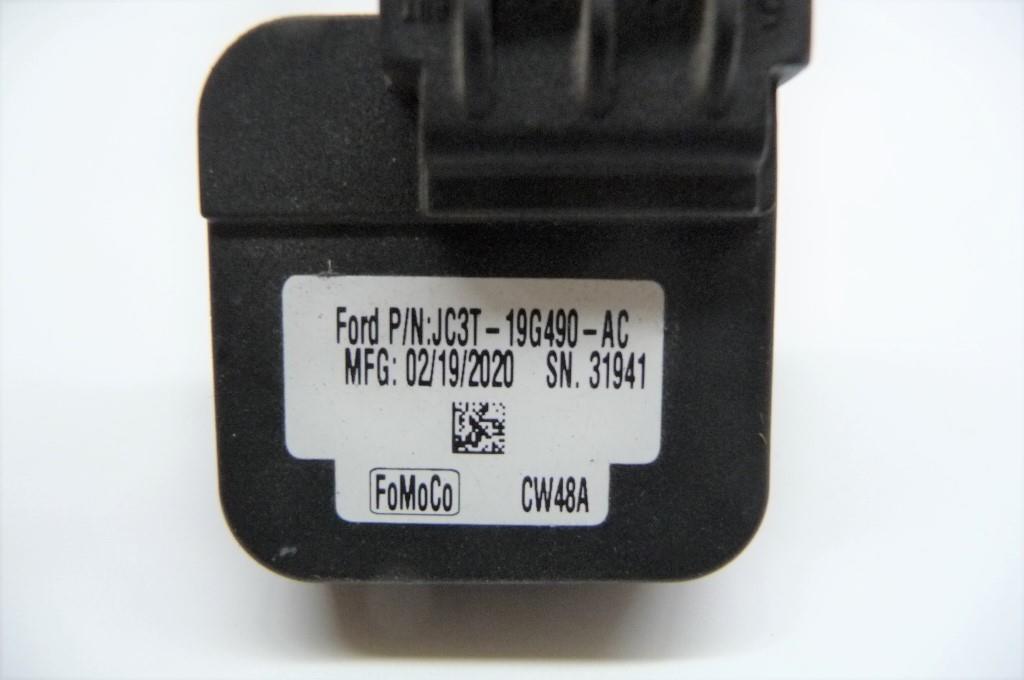 Ford P/N:JC3T-19G490-AC
MFG: 02/19/2020 SN. 31941
FoMoCo CW48A